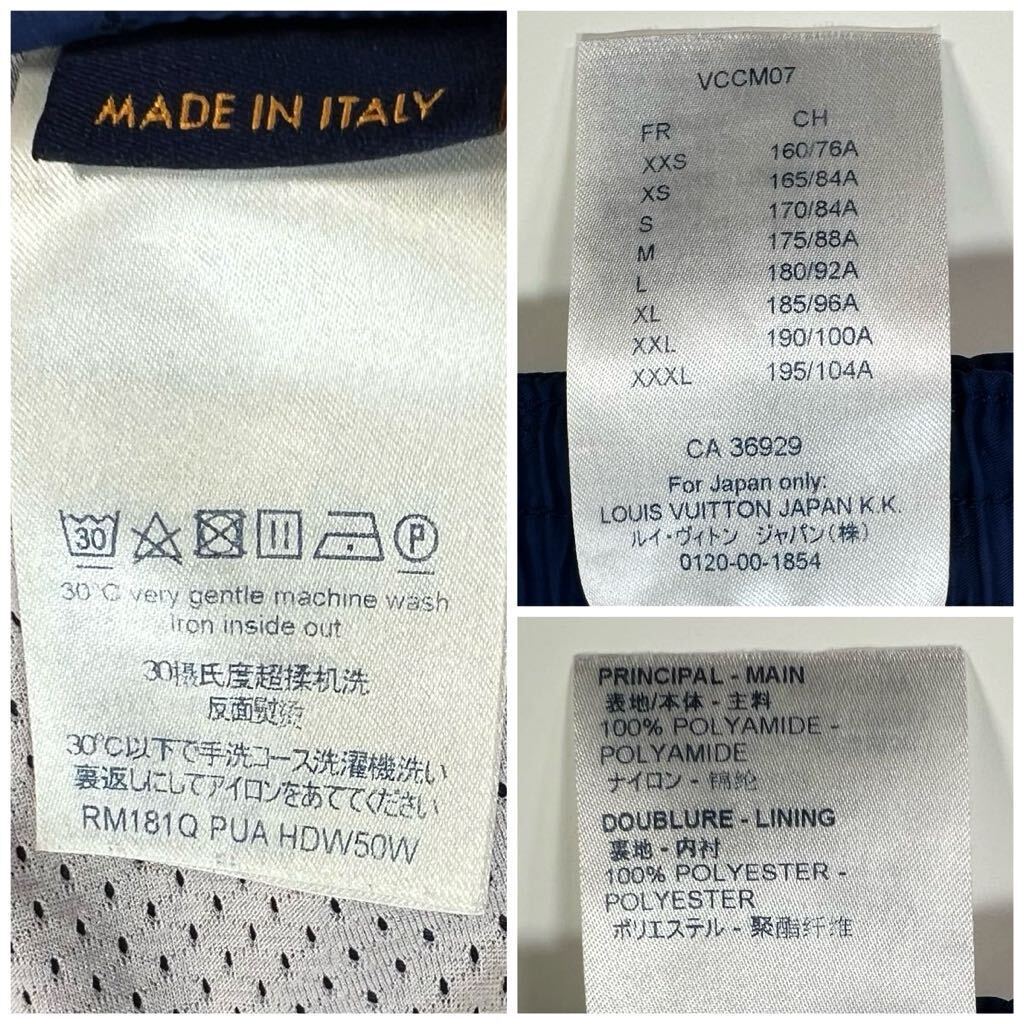 MADE IN ITALY
30
P
30°C very gentle machine wash
Iron inside out
30摄氏度超揉机洗
反面熨烫
30℃以下で手洗コース洗濯機洗い
裏返しにしてアイロンをあててください
RM181Q PUA HDW50W
VCCM07
FR CH
XXS 160/76A
XS 165/84A
S 170/84A
M 175/88A
L 180/92A
XL 185/96A
XXL 190/100A
XXXL 195/104A
CA 36929
For Japan only:
LOUIS VUITTON JAPAN K.K.
ルイ・ヴィトン ジャパン(株)
0120-00-1854
PRINCIPAL - MAIN
表地/本体 - 主料
100% POLYAMIDE -
POLYAMIDE
ナイロン - 锦纶
DOUBLURE - LINING
裏地 - 内衬
100% POLYESTER -
POLYESTER
ポリエステル - 聚酯纤维